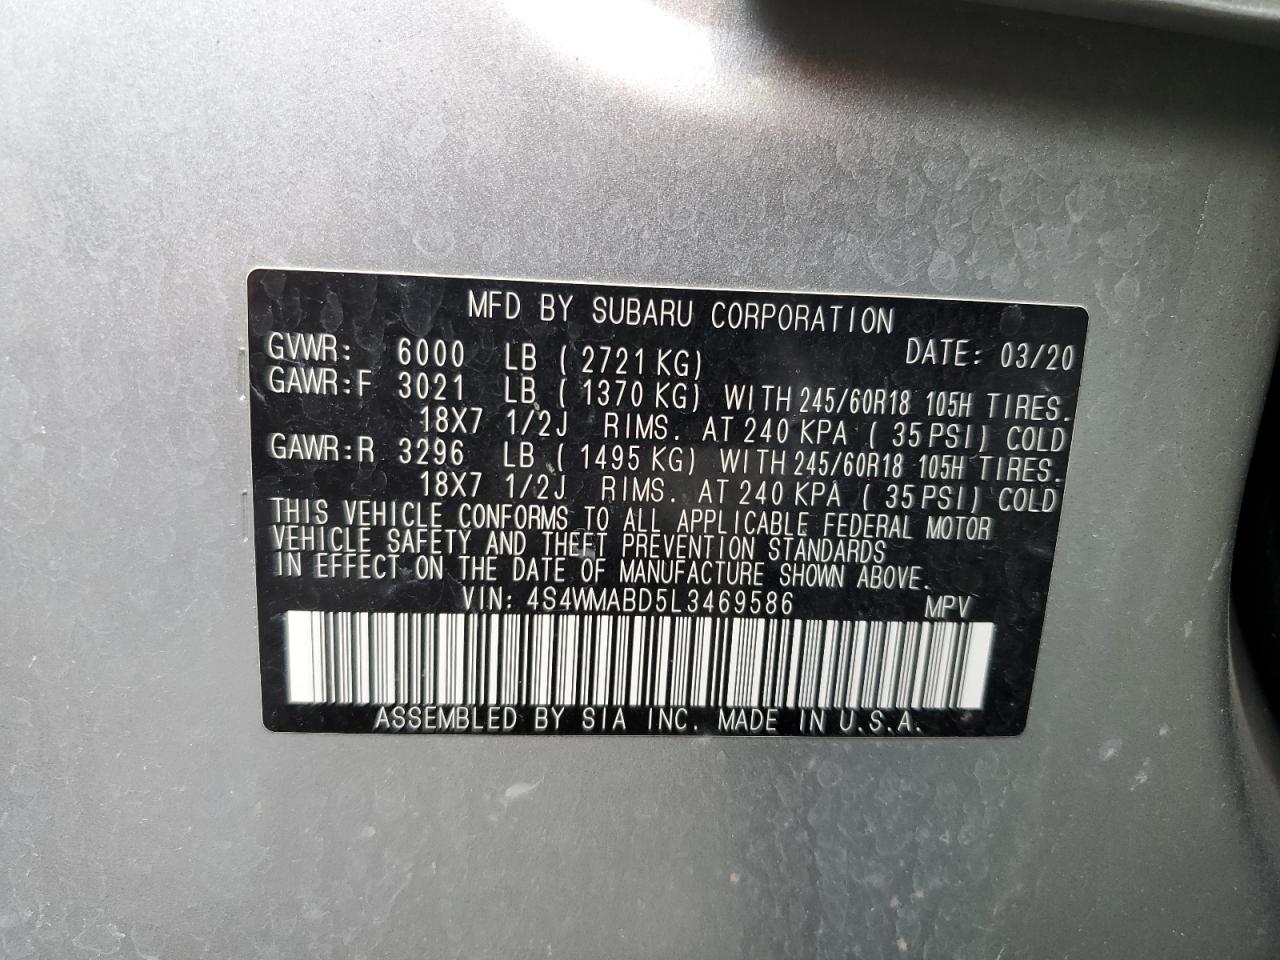 MFD BY SUBARU CORPORATION
GVWR: 6000 LB ( 2721 KG) DATE: 03/20
GAWR:F 3021 LB ( 1370 KG) WITH 245/60R18 105H TIRES.
18X7 1/2J RIMS. AT 240 KPA ( 35 PSI) COLD
GAWR:R 3296 LB ( 1495 KG) WITH 245/60R18 105H TIRES.
18X7 1/2J RIMS. AT 240 KPA ( 35 PSI) COLD
THIS VEHICLE CONFORMS TO ALL APPLICABLE FEDERAL MOTOR
VEHICLE SAFETY AND THEFT PREVENTION STANDARDS
IN EFFECT ON THE DATE OF MANUFACTURE SHOWN ABOVE.
VIN: 4S4WMABD5L3469586 MPV
ASSEMBLED BY SIA INC. MADE IN U.S.A.